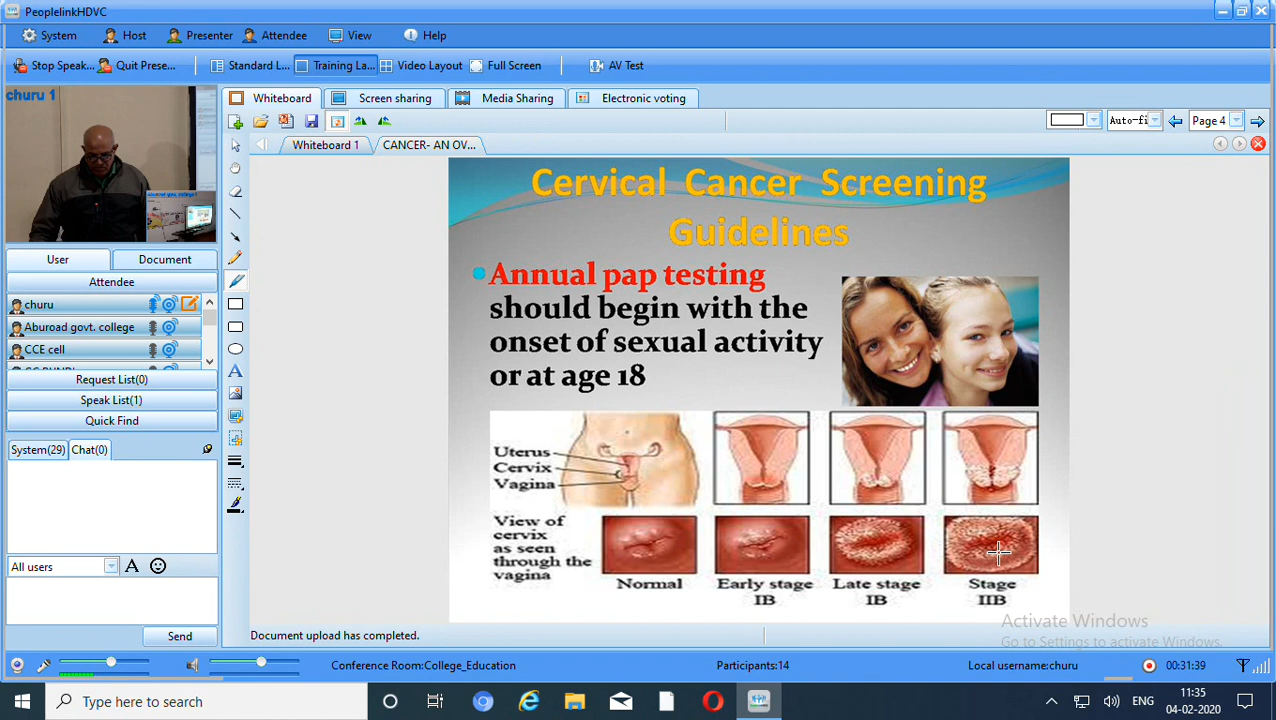 PeoplelinkHDVC
System Host Presenter Attendee View Help
Stop Speak... Quit Prese... Standard L... Training La... Video Layout Full Screen AV Test
churu 1
Whiteboard Screen sharing Media Sharing Electronic voting
Auto-fi Page 4
Whiteboard 1 CANCER- AN OV...
User Document
Attendee
churu
Aburoad govt. college
CCE cell
Request List(0)
Speak List(1)
Quick Find
System(29) Chat(0)
All users A
Send
Cervical Cancer Screening
Guidelines
Annual pap testing
should begin with the
onset of sexual activity
or at age 18
Uterus
Cervix
Vagina
View of
cervix
as seen
through the
vagina
Normal
Early stage
IB
Late stage
IB
Stage
IIB
Activate Windows
Go to Settings to activate Windows.
Document upload has completed.
Conference Room:College_Education Participants:14 Local username:churu 00:31:39
Type here to search
ENG
11:35
04-02-2020